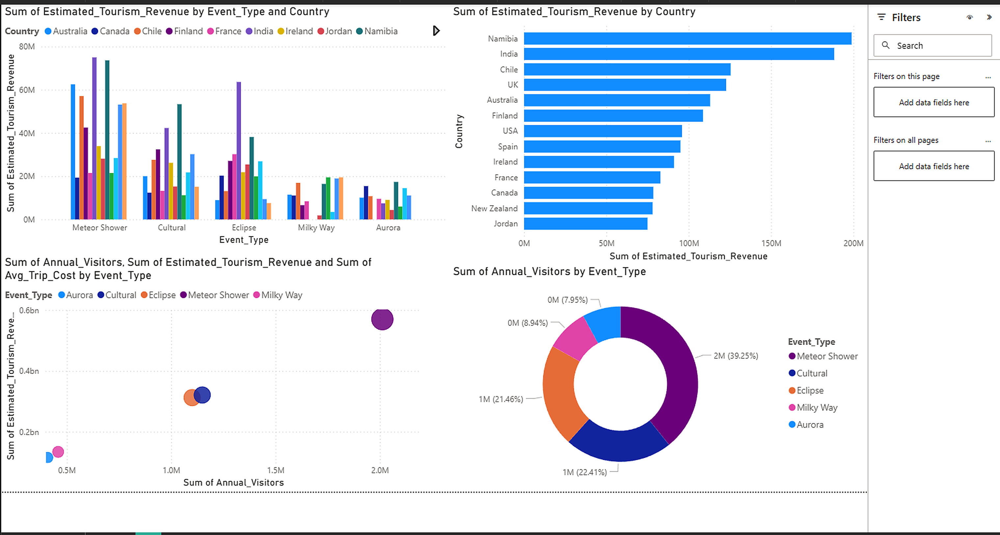 Sum of Estimated_Tourism_Revenue by Event_Type and Country
Country Australia Canada Chile Finland France India Ireland Jordan Namibia
Sum of Estimated_Tourism_Revenue
80M
60M
40M
20M
0M
Meteor Shower Cultural Eclipse Milky Way Aurora
Event_Type
Sum of Estimated_Tourism_Revenue by Country
Country
Namibia
India
Chile
UK
Australia
Finland
USA
Spain
Ireland
France
Canada
New Zealand
Jordan
0M 50M 100M 150M 200M
Sum of Estimated_Tourism_Revenue
Sum of Annual_Visitors, Sum of Estimated_Tourism_Revenue and Sum of
Avg_Trip_Cost by Event_Type
Event_Type Aurora Cultural Eclipse Meteor Shower Milky Way
Sum of Estimated_Tourism_Reve...
0.6bn
0.4bn
0.2bn
0.5M 1.0M 1.5M 2.0M
Sum of Annual_Visitors
Sum of Annual_Visitors by Event_Type
0M (7.95%)
0M (8.94%)
2M (39.25%)
1M (21.46%)
1M (22.41%)
Event_Type
Meteor Shower
Cultural
Eclipse
Milky Way
Aurora
Filters
Search
Filters on this page ...
Add data fields here
Filters on all pages ...
Add data fields here